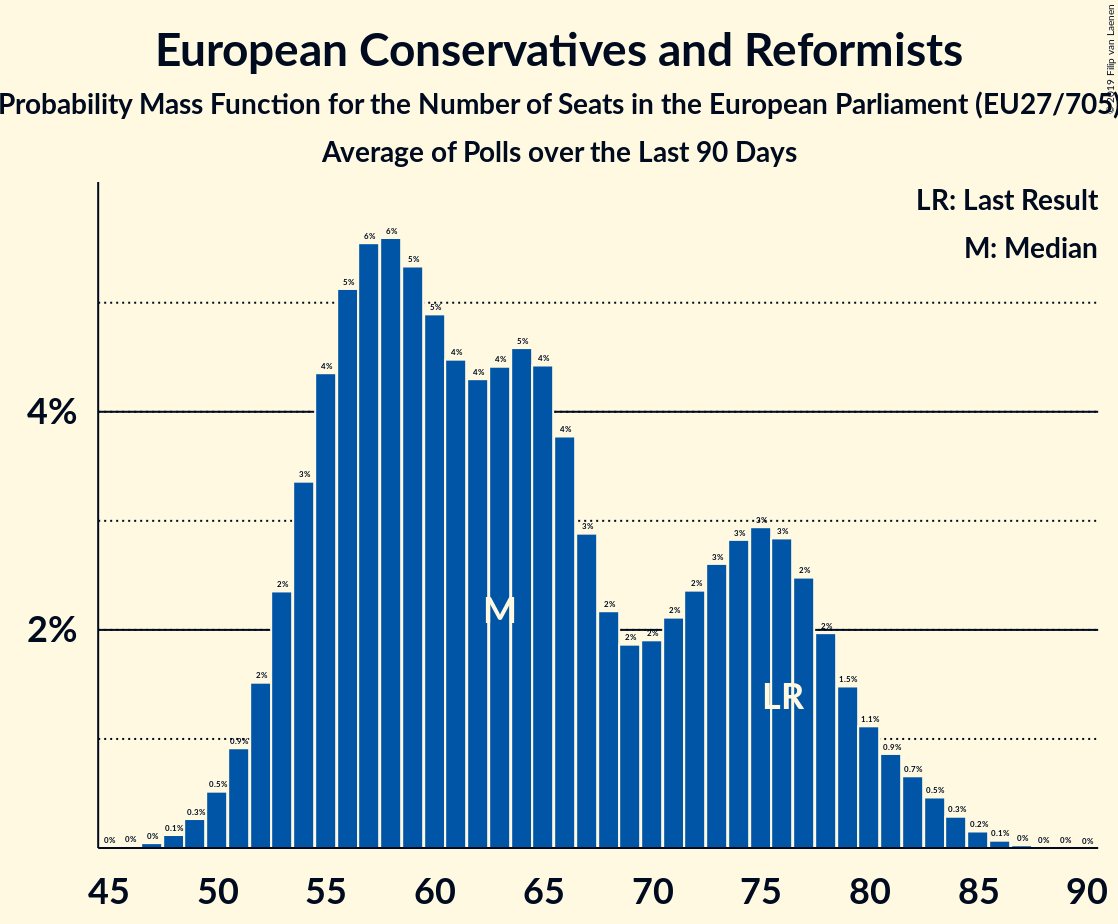 European Conservatives and Reformists
Probability Mass Function for the Number of Seats in the European Parliament (EU27/705)
Average of Polls over the Last 90 Days
© 2019 Filip van Laenen
LR: Last Result
M: Median
4%
2%
0% 0% 0% 0.1% 0.3% 0.5% 0.9% 2% 2% 3% 4% 5% 6% 6% 5% 5% 4% 4% 4% 5% 4% 4% 3% 2% 2% 2% 2% 2% 3% 3% 3% 3% 2% 2% 1.5% 1.1% 0.9% 0.7% 0.5% 0.3% 0.2% 0.1% 0% 0% 0% 0%
M
LR
45 50 55 60 65 70 75 80 85 90